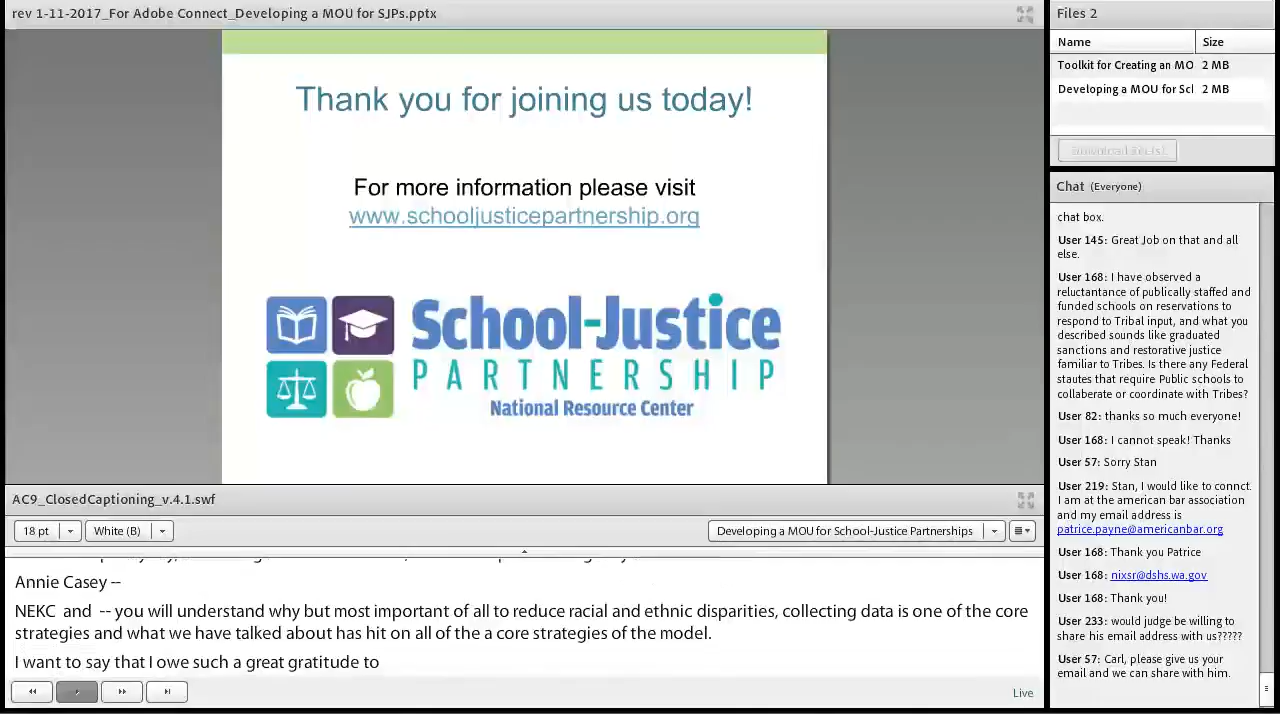 rev 1-11-2017_For Adobe Connect_Developing a MOU for SJPs.pptx
Thank you for joining us today!
For more information please visit
www.schooljusticepartnership.org
School-Justice
PARTNERSHIP
National Resource Center
AC9_ClosedCaptioning_v.4.1.swf
18 pt
White (B)
Developing a MOU for School-Justice Partnerships
Annie Casey --
NEKC and -- you will understand why but most important of all to reduce racial and ethnic disparities, collecting data is one of the core
strategies and what we have talked about has hit on all of the a core strategies of the model.
I want to say that I owe such a great gratitude to
Live
Files 2
Name Size
Toolkit for Creating an MO 2 MB
Developing a MOU for Scl 2 MB
Chat (Everyone)
chat box.
User 145: Great Job on that and all
else.
User 168: I have observed a
reluctantance of publically staffed and
funded schools on reservations to
respond to Tribal input, and what you
described sounds like graduated
sanctions and restorative justice
familiar to Tribes. Is there any Federal
statutes that require Public schools to
collaberate or coordinate with Tribes?
User 82: thanks so much everyone!
User 168: I cannot speak! Thanks
User 57: Sorry Stan
User 219: Stan, I would like to connct.
I am at the american bar association
and my email address is
patrice.payne@americanbar.org
User 168: Thank you Patrice
User 168: nixsr@dshs.wa.gov
User 168: Thank you!
User 233: would judge be willing to
share his email address with us?????
User 57: Carl, please give us your
email and we can share with him.